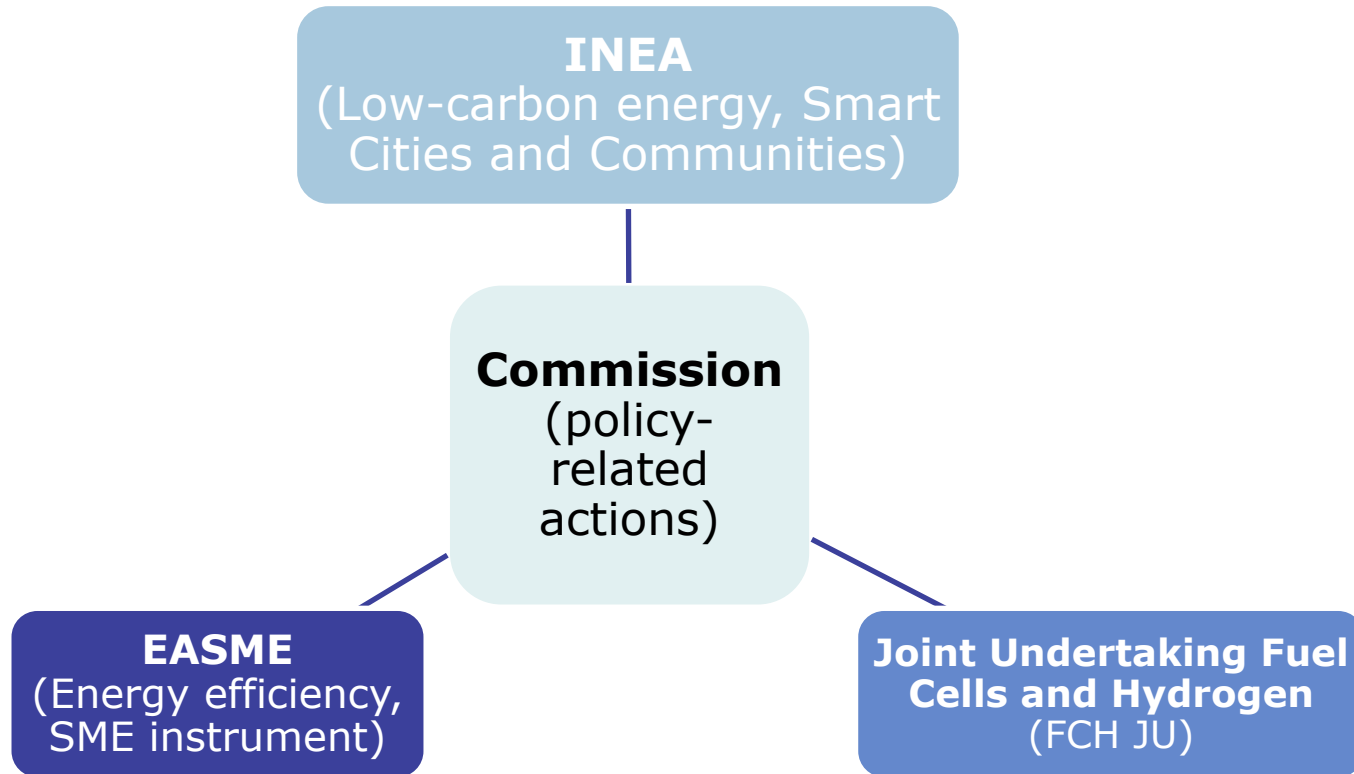 INEA
(Low-carbon energy, Smart
Cities and Communities)
Commission
(policy-
related
actions)
EASME
(Energy efficiency,
SME instrument)
Joint Undertaking Fuel
Cells and Hydrogen
(FCH JU)